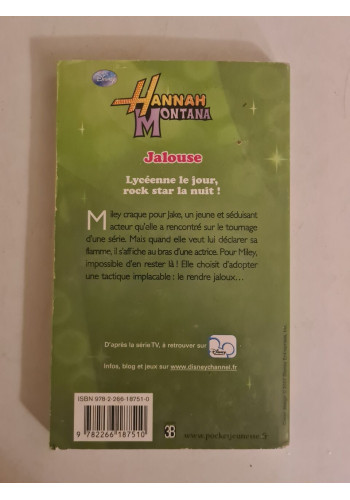 Disney
HANNAH
MONTANA
Jalouse
Lycéenne le jour,
rock star la nuit !
Miley craque pour Jake, un jeune et séduisant
acteur qu'elle a rencontré sur le tournage
d'une série. Mais quand elle veut lui déclarer sa
flamme, il s'affiche au bras d'une actrice. Pour Miley,
impossible d'en rester là ! Elle choisit d'adopter
une tactique implacable : le rendre jaloux…
D'après la série TV, à retrouver sur
Disney
Infos, blog et jeux sur www.disneychannel.fr
ISBN 978-2-266-18751-0
9 782266 187510